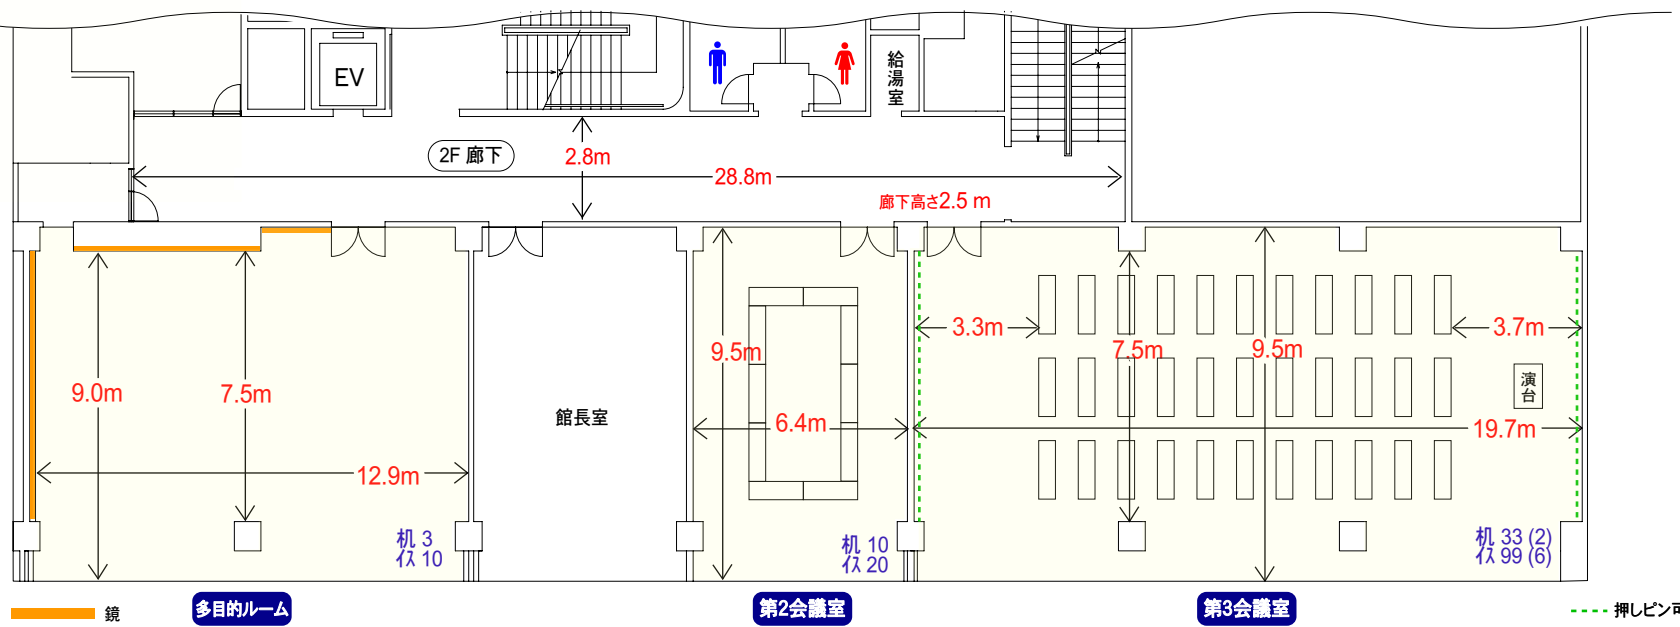 EV
給湯室
2F 廊下
2.8m
28.8m
廊下高さ2.5 m
9.0m
7.5m
12.9m
机 3
イス 10
館長室
9.5m
6.4m
机 10
イス 20
3.3m
7.5m
9.5m
3.7m
演台
19.7m
机 33 (2)
イス 99 (6)
鏡
多目的ルーム
第2会議室
第3会議室
押しピン可